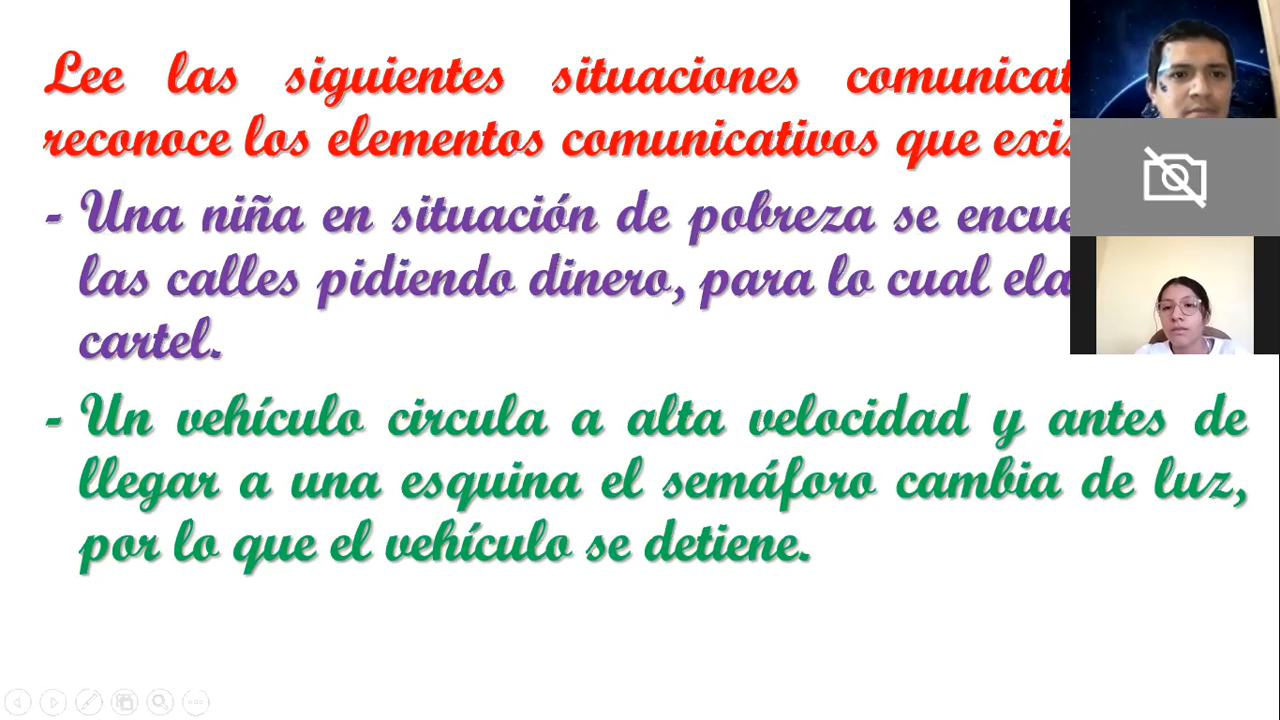 Lee las siguientes situaciones
reconoce los elementos comunicativos que
- Una niña en situación de pobreza se
las calles pidiendo dinero, para lo cual
cartel.
- Un vehículo circula a alta velocidad y antes de
llegar a una esquina el semáforo cambia de luz,
por lo que el vehículo se detiene.